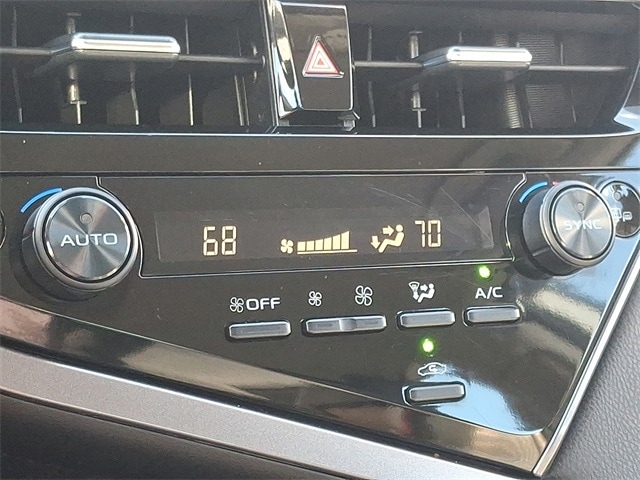 68 70
AUTO SYNC
OFF A/C